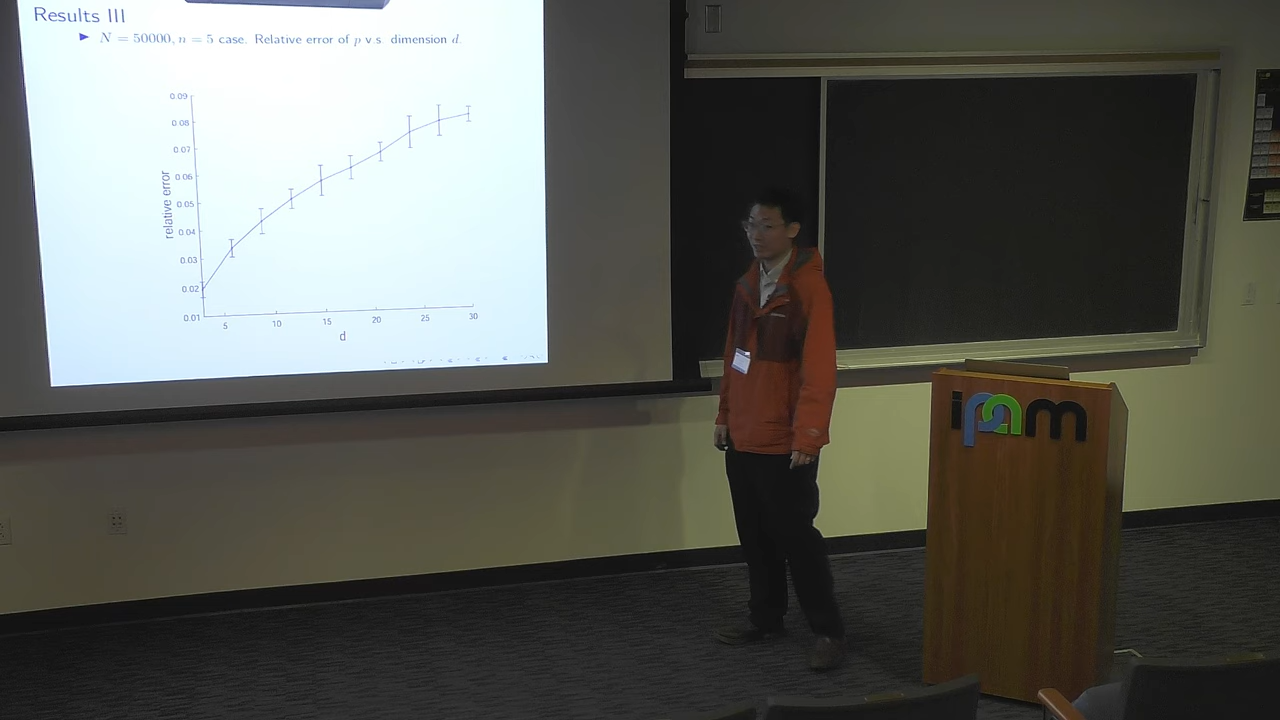 Results III
▶ N = 50000, n = 5 case. Relative error of p v.s. dimension d.
0.09
0.08
0.07
0.06
0.05
0.04
0.03
0.02
0.01
relative error
5 10 15 20 25 30
d
ipam